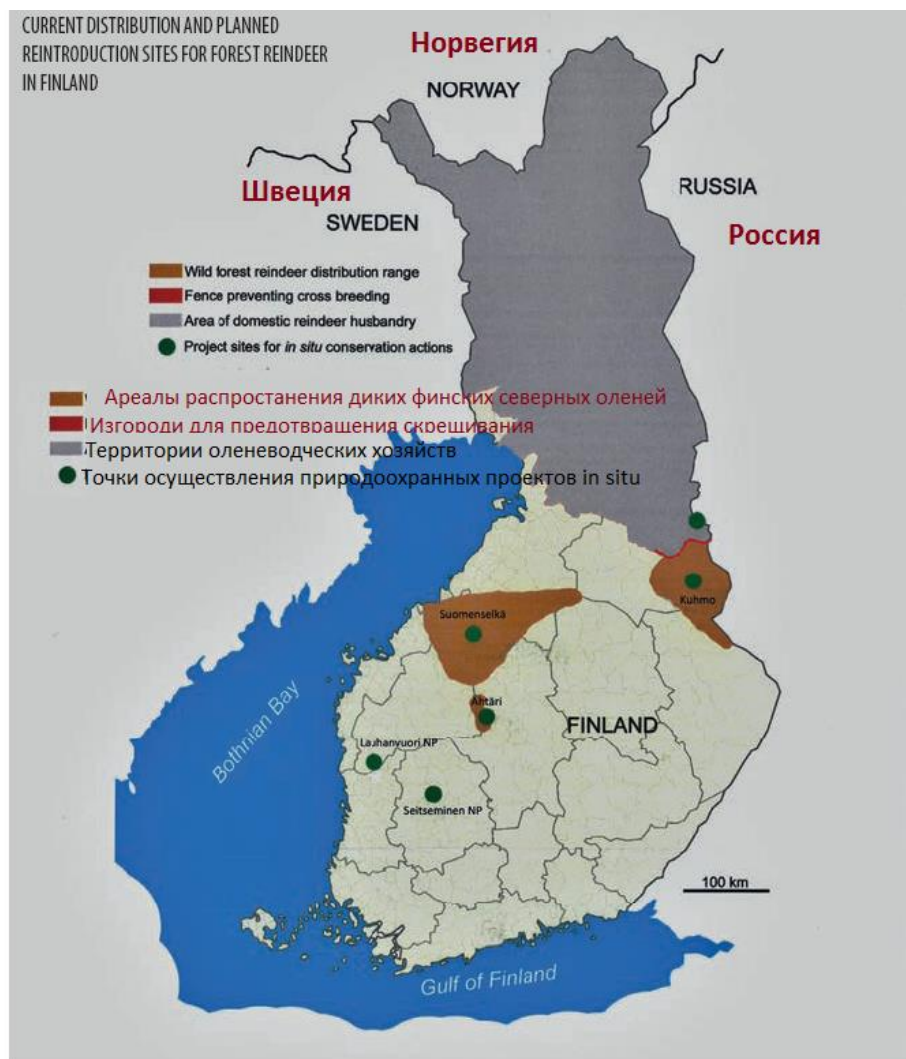 CURRENT DISTRIBUTION AND PLANNED
REINTRODUCTION SITES FOR FOREST REINDEER
IN FINLAND
Норвегия
NORWAY
RUSSIA
Швеция
SWEDEN
Россия
Wild forest reindeer distribution range
Fence preventing cross breeding
Area of domestic reindeer husbandry
Project sites for in situ conservation actions
Ареалы распростанения диких финских северных оленей
Изгороди для предотвращения скрещивания
Территории оленеводческих хозяйств
Точки осуществления природоохранных проектов in situ
Kuhmo
Suomenselkä
Ähtäri
FINLAND
Lauhanvuori NP
Bothnian Bay
Seitseminen NP
100 km
Gulf of Finland